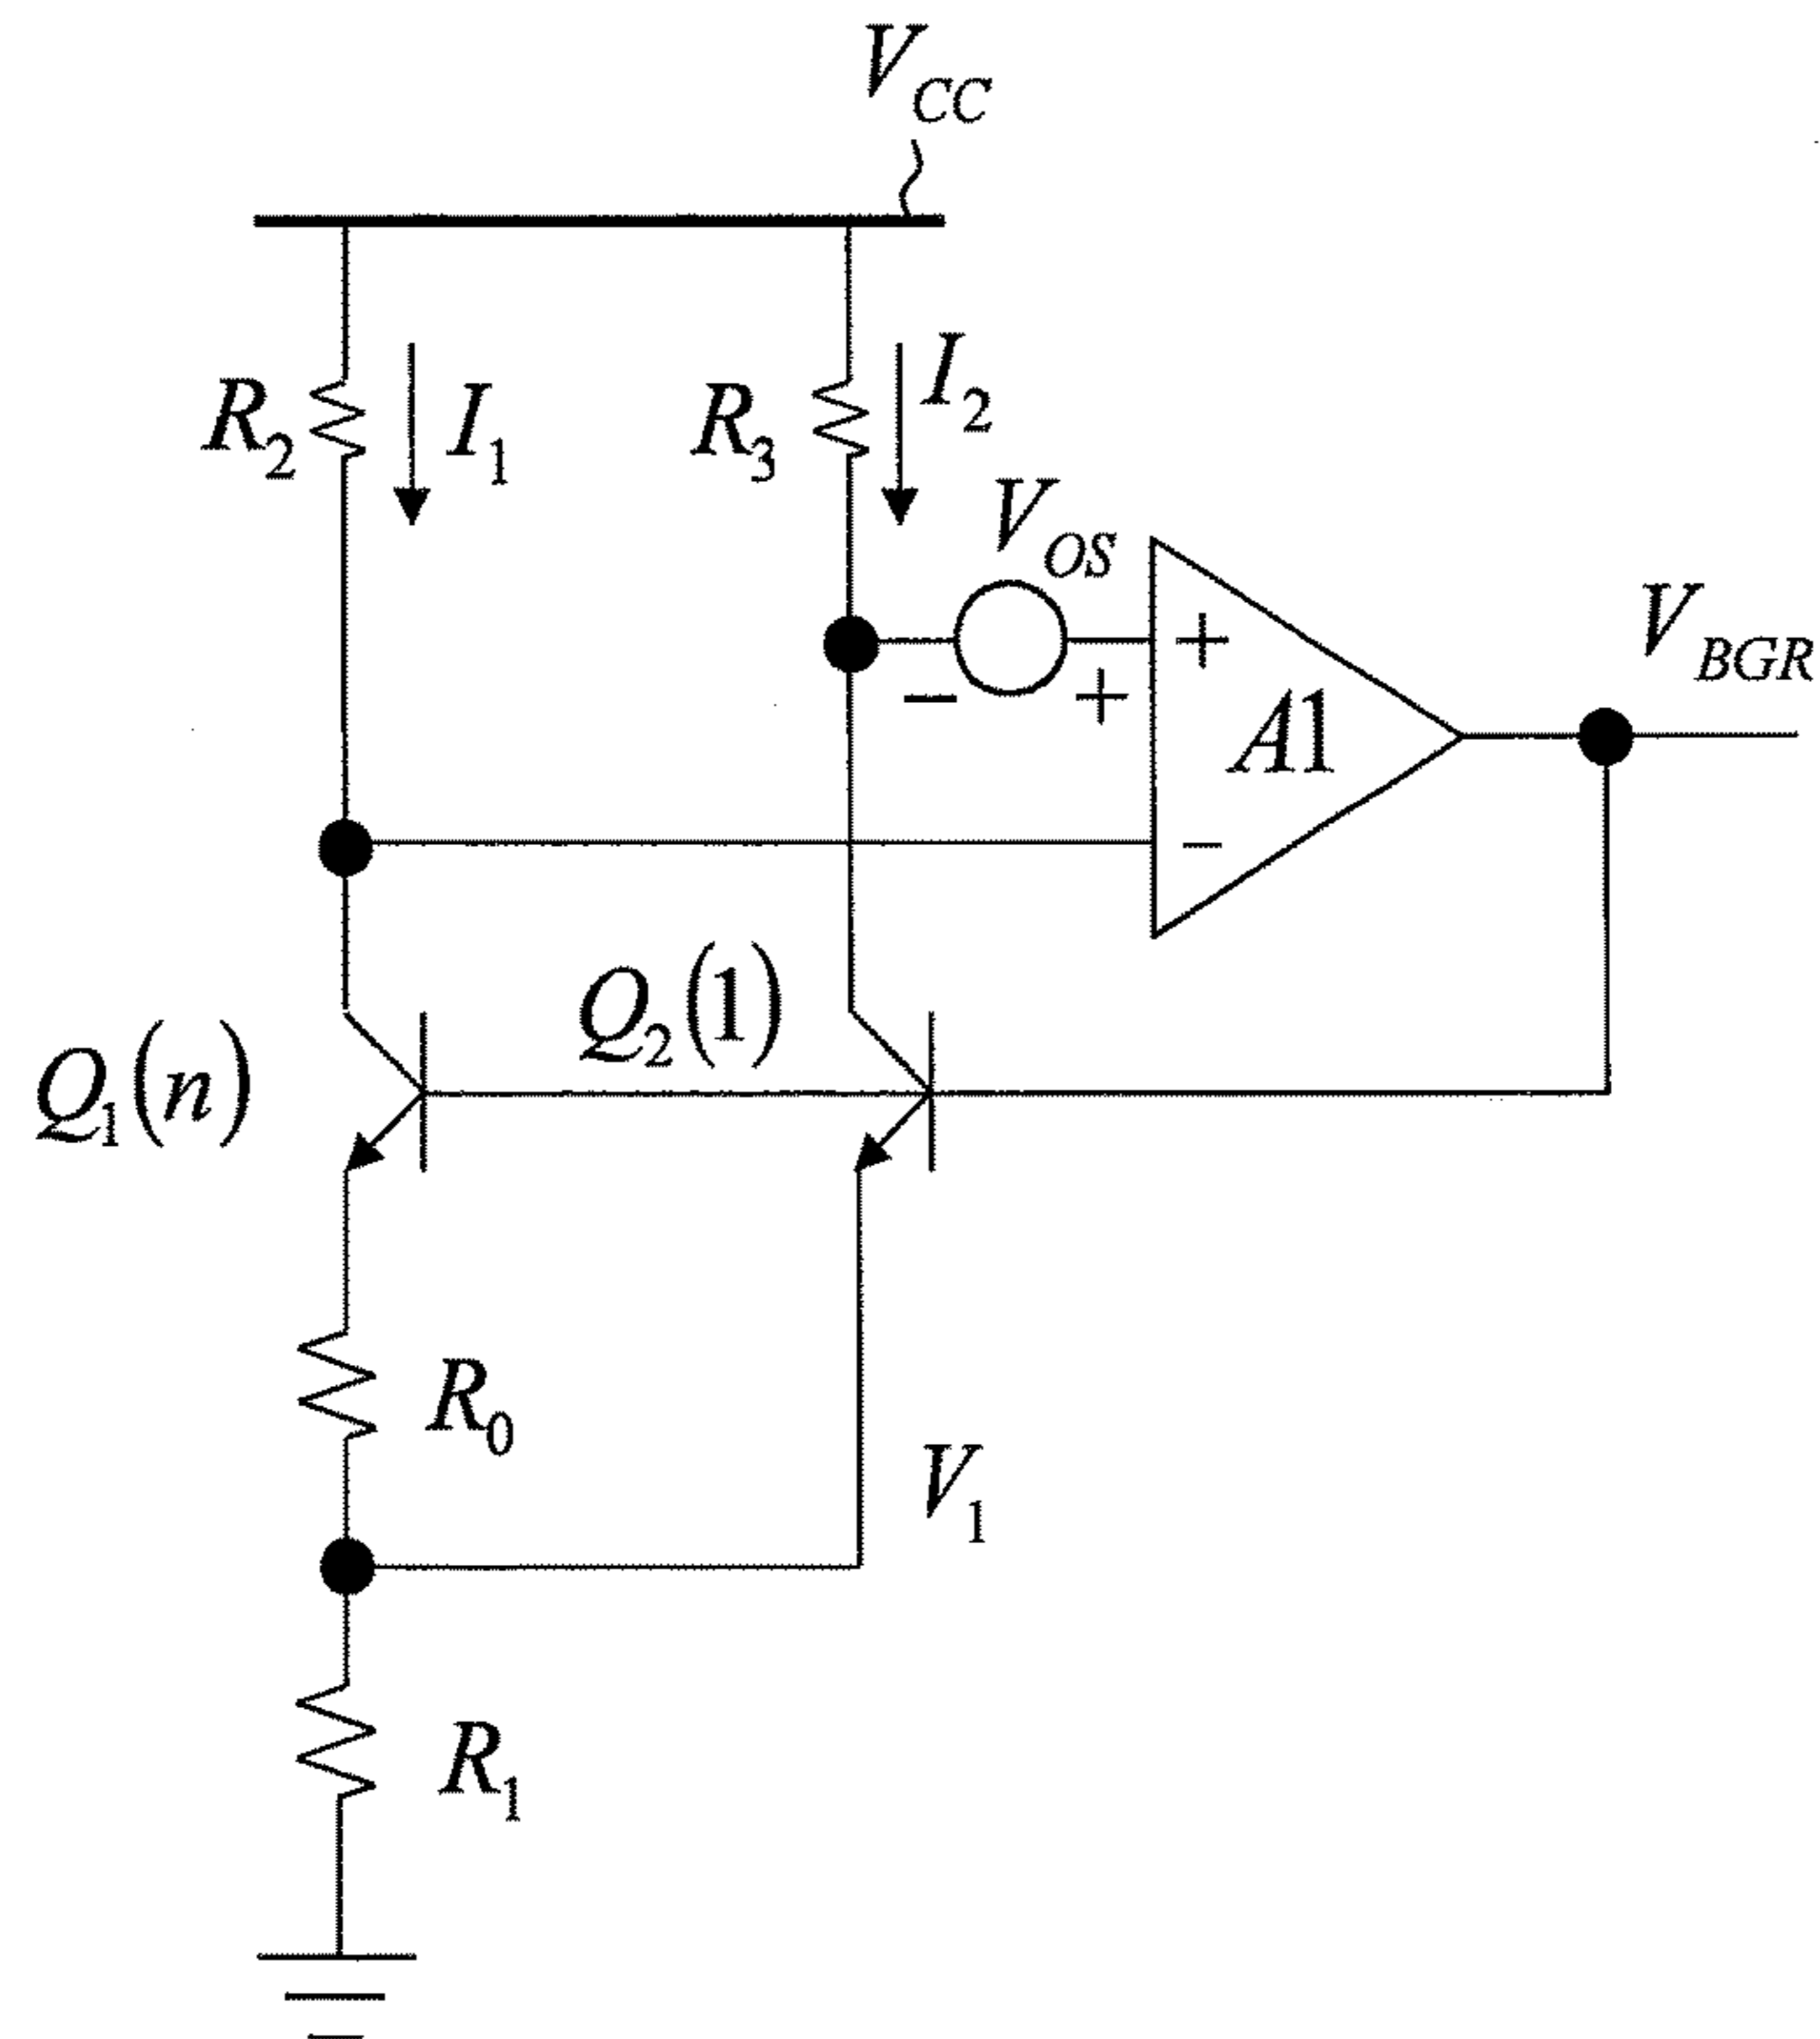 V_CC
R_2
I_1
R_3
I_2
V_OS
+
−
+
A1
−
V_BGR
Q_1(n)
Q_2(1)
R_0
V_1
R_1